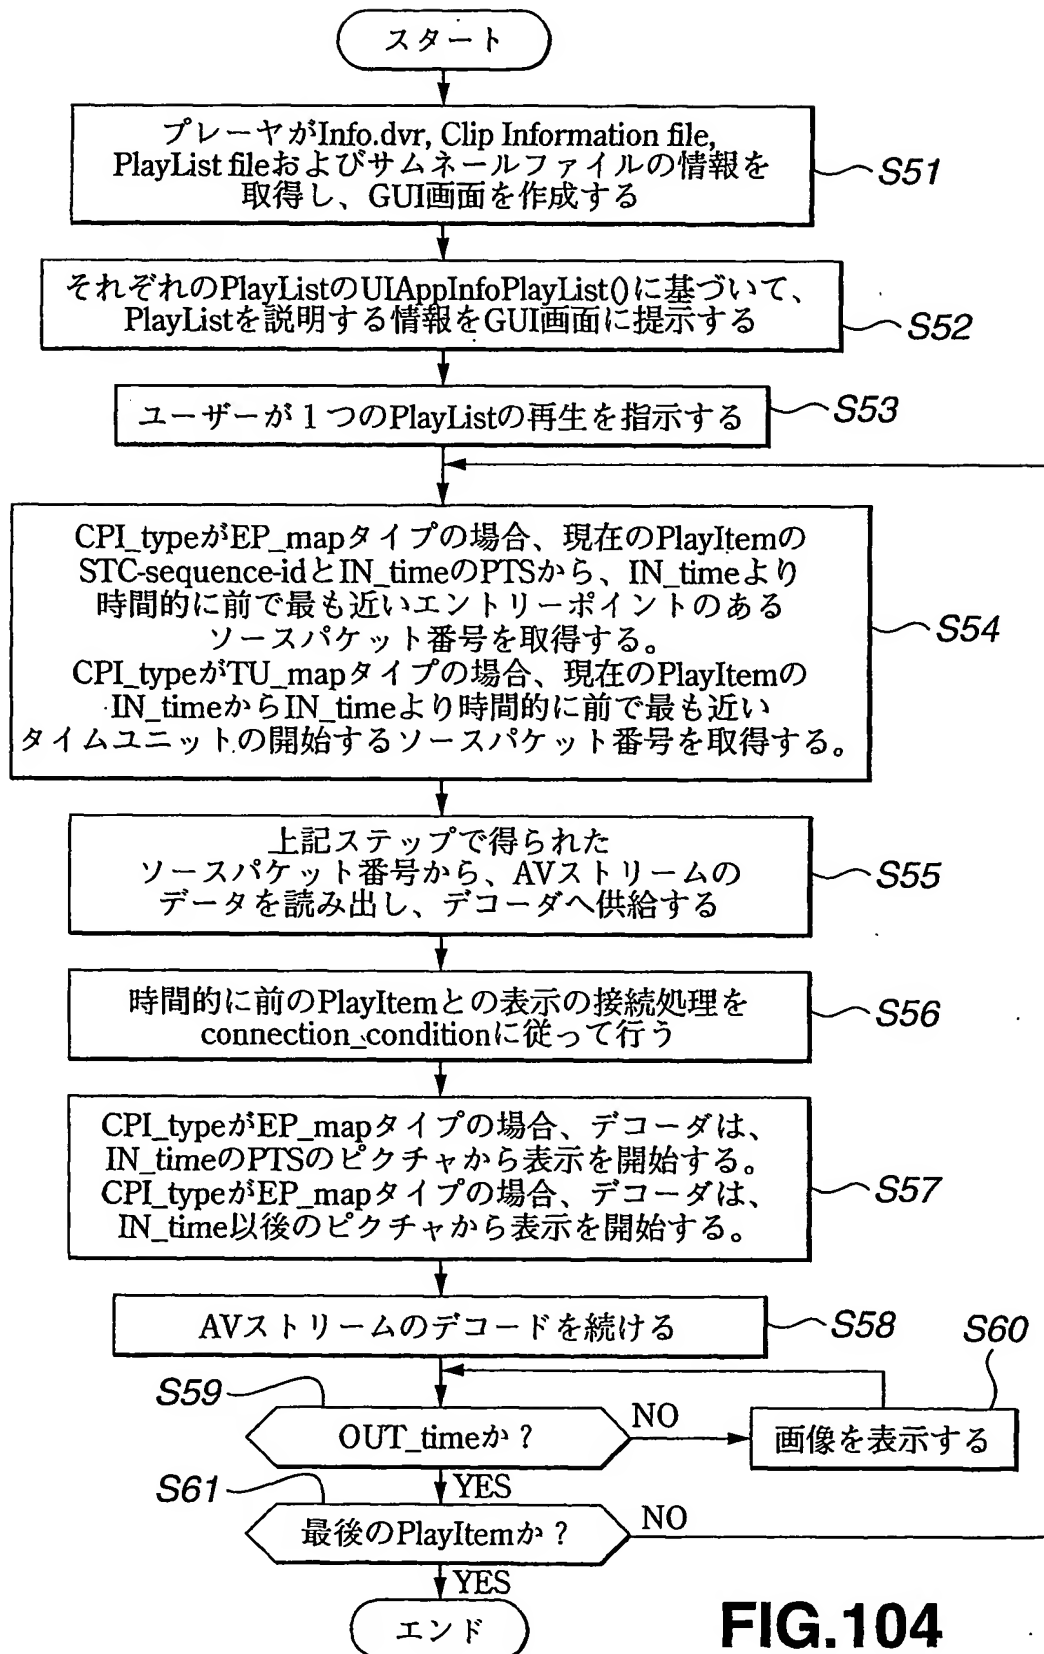 スタート
プレーヤがInfo.dvr, Clip Information file,
PlayList fileおよびサムネールファイルの情報を
取得し、GUI画面を作成する
S51
それぞれのPlayListのUIAppInfoPlayList()に基づいて、
PlayListを説明する情報をGUI画面に提示する
S52
ユーザーが1つのPlayListの再生を指示する
S53
CPI_typeがEP_mapタイプの場合、現在のPlayItemの
STC-sequence-idとIN_timeのPTSから、IN_timeより
時間的に前で最も近いエントリーポイントのある
ソースパケット番号を取得する。
CPI_typeがTU_mapタイプの場合、現在のPlayItemの
IN_timeからIN_timeより時間的に前で最も近い
タイムユニットの開始するソースパケット番号を取得する。
S54
上記ステップで得られた
ソースパケット番号から、AVストリームの
データを読み出し、デコーダへ供給する
S55
時間的に前のPlayItemとの表示の接続処理を
connection_conditionに従って行う
S56
CPI_typeがEP_mapタイプの場合、デコーダは、
IN_timeのPTSのピクチャから表示を開始する。
CPI_typeがEP_mapタイプの場合、デコーダは、
IN_time以後のピクチャから表示を開始する。
S57
AVストリームのデコードを続ける
S58
S59
OUT_timeか?
NO
画像を表示する
S60
YES
S61
最後のPlayItemか?
NO
YES
エンド
FIG.104